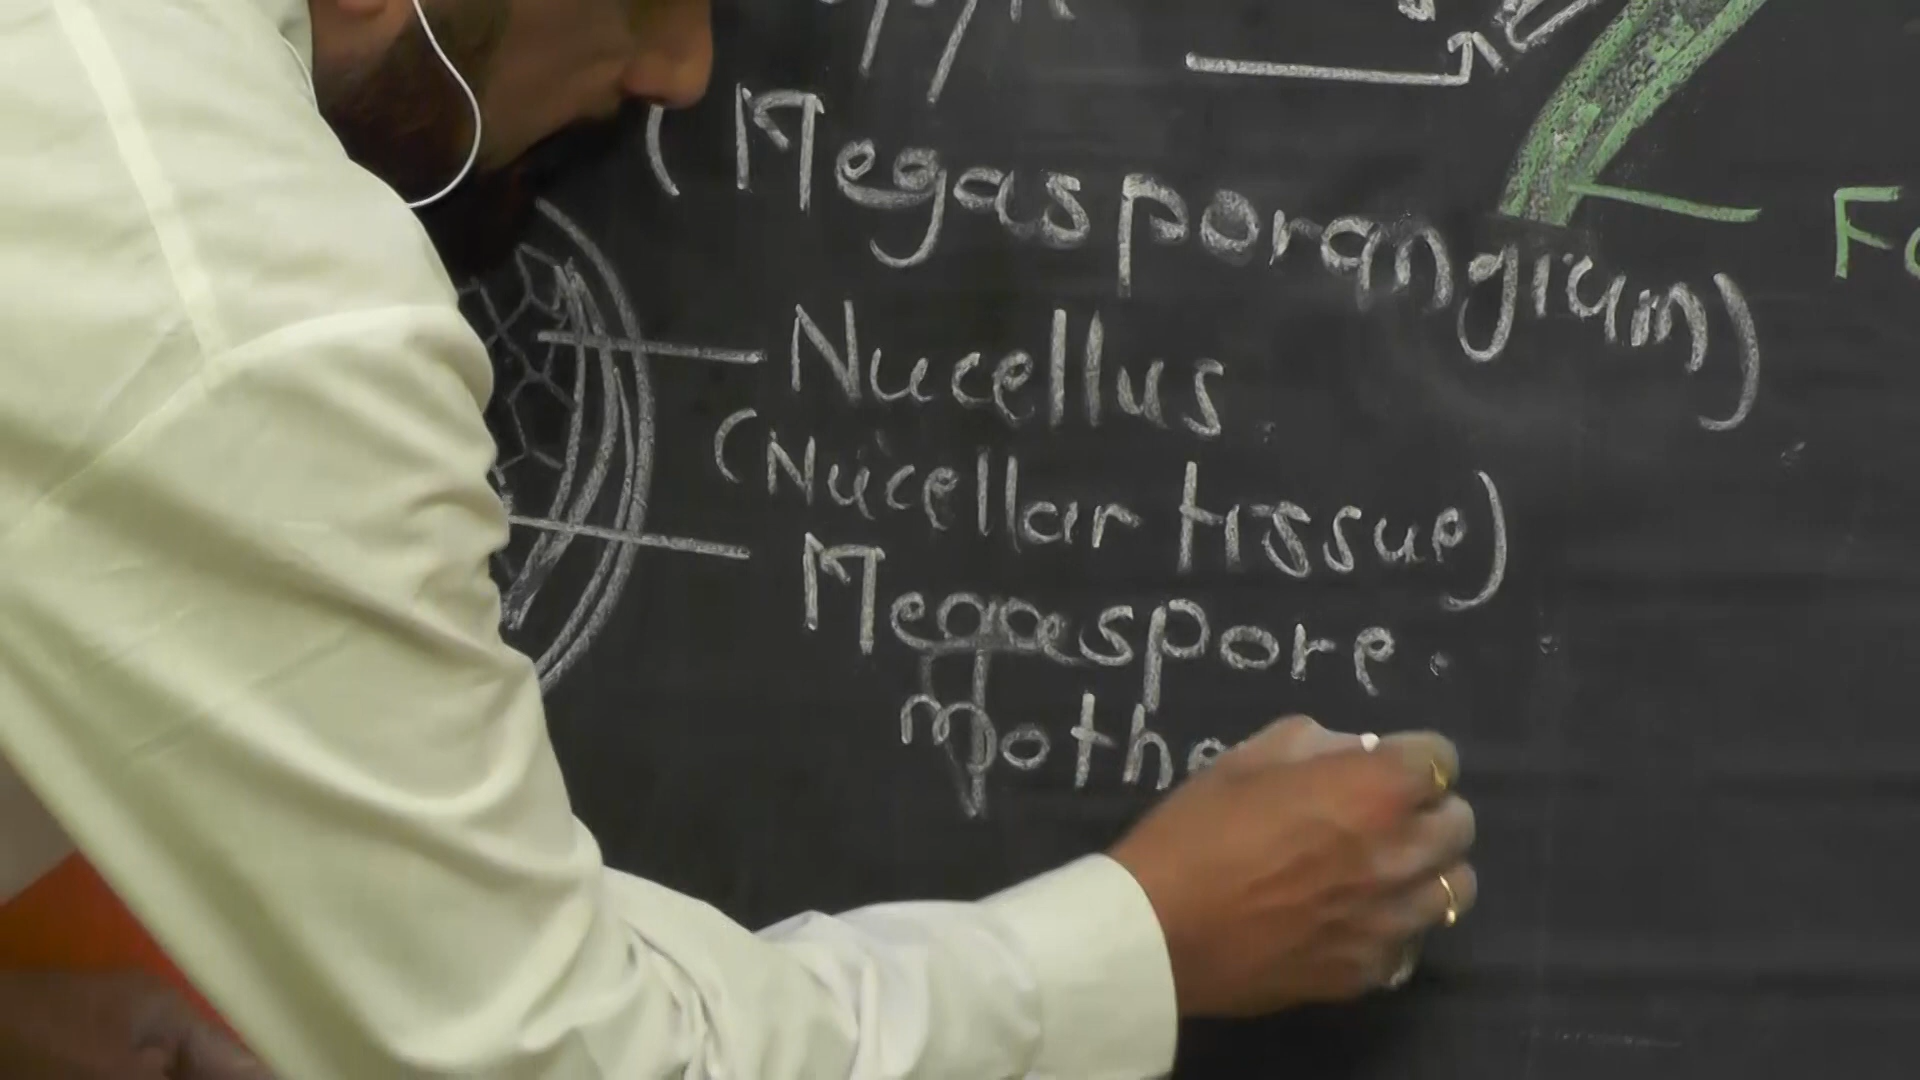 (Megasporangium)
Nucellus
(Nucellar tissue)
Megaspore
mothe